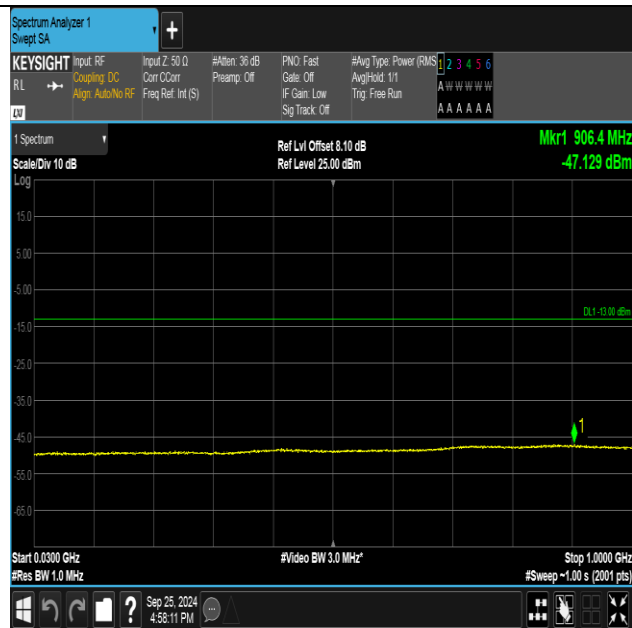 Spectrum Analyzer 1
Swept SA
+
KEYSIGHT
RL
LXI
Input: RF
Coupling: DC
Align: Auto/No RF
Input Z: 50 Ω
Corr CCorr
Freq Ref: Int (S)
#Atten: 36 dB
Preamp: Off
PNO: Fast
Gate: Off
IF Gain: Low
Sig Track: Off
#Avg Type: Power (RMS
Avg|Hold: 1/1
Trig: Free Run
1 2 3 4 5 6
A W W W W W
A A A A A A
1 Spectrum
Scale/Div 10 dB
Log
Ref Lvl Offset 8.10 dB
Ref Level 25.00 dBm
Mkr1 906.4 MHz
-47.129 dBm
15.0
5.00
-5.00
DL1 -13.00 dBm
-15.0
-25.0
-35.0
-45.0
1
-55.0
-65.0
Start 0.0300 GHz
#Video BW 3.0 MHz*
Stop 1.0000 GHz
#Res BW 1.0 MHz
#Sweep ~1.00 s (2001 pts)
?
Sep 25, 2024
4:58:11 PM